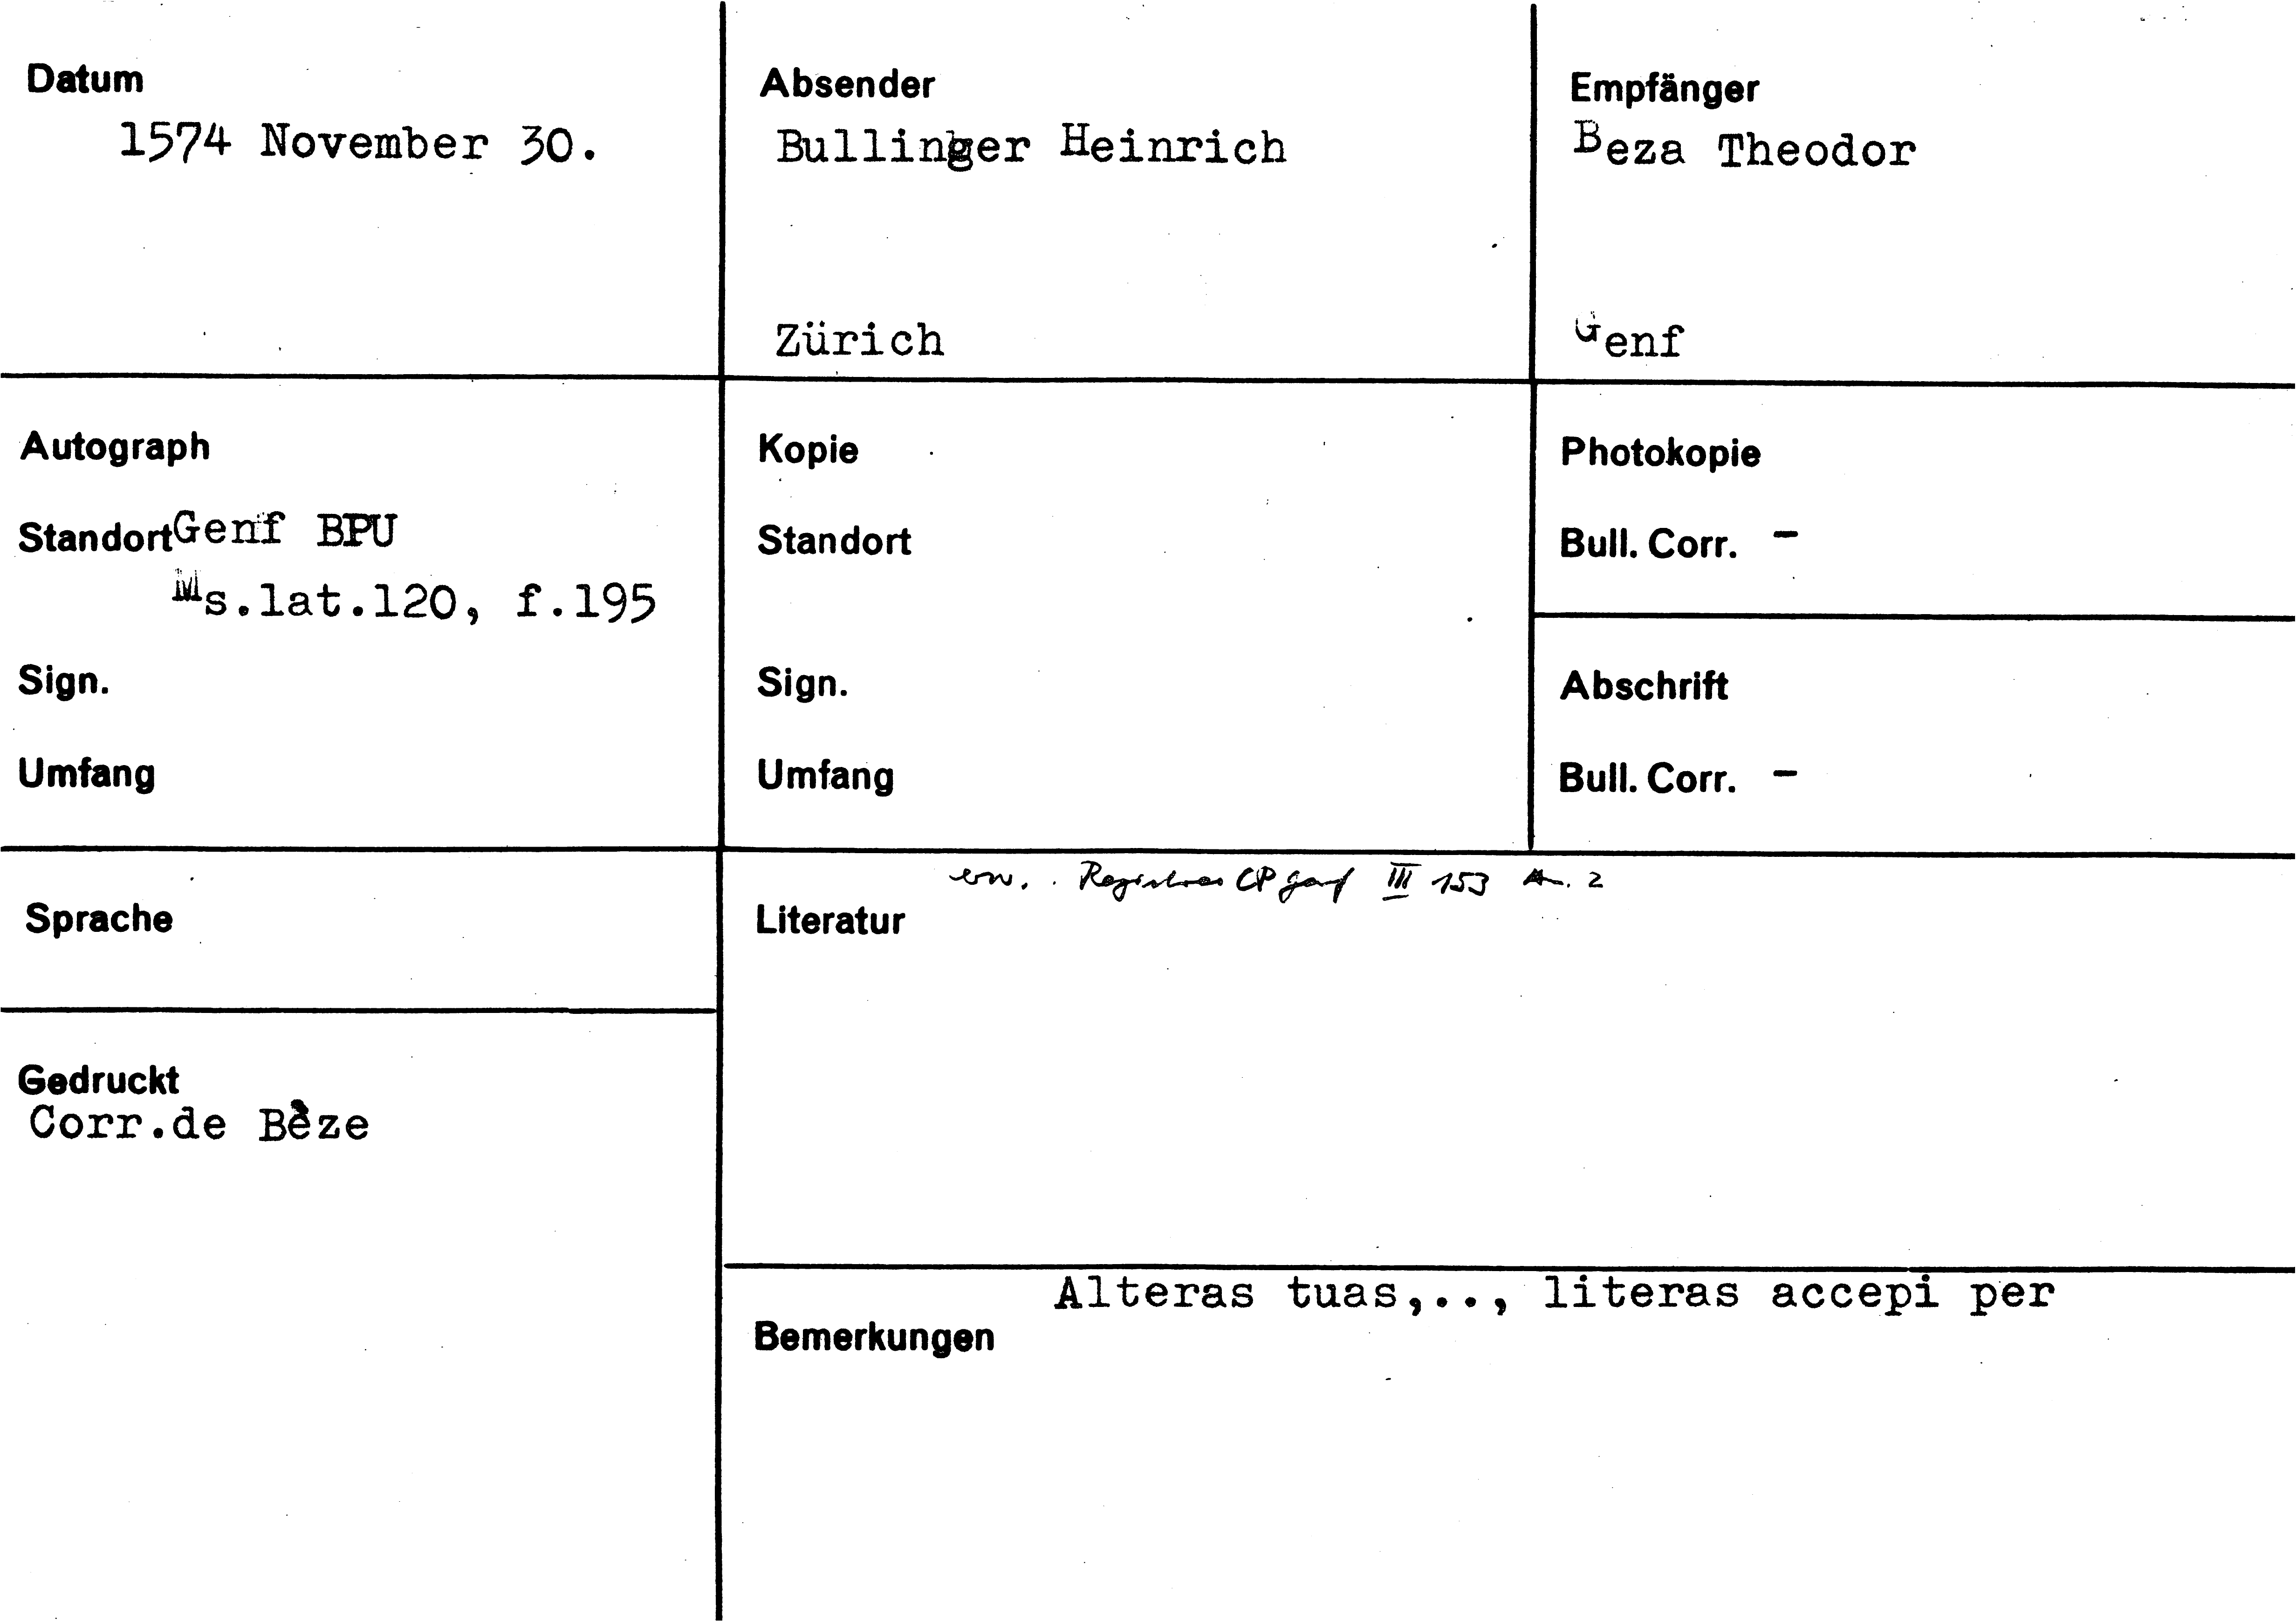 Datum
1574 November 30.
Absender
Bullinger Heinrich
Zürich
Empfänger
Beza Theodor
Genf
Autograph
Standort Genf BPU
Ms.lat.120, f.195
Sign.
Umfang
Kopie
Standort
Sign.
Umfang
Photokopie
Bull. Corr. -
Abschrift
Bull. Corr. -
Sprache
Gedruckt
Corr.de Bèze
erw. Registres CP Genf III 153 A. 2
Literatur
Alteras tuas,.., literas accepi per
Bemerkungen